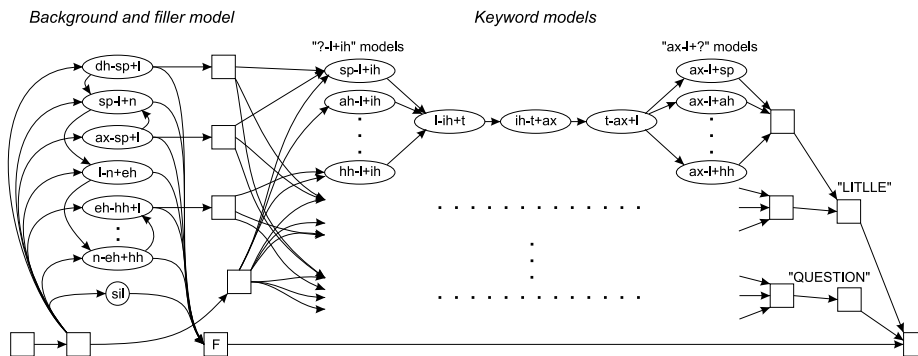 Background and filler model
Keyword models
"?-l+ih" models
"ax-l+?" models
dh-sp+l
sp-l+n
ax-sp+l
l-n+eh
eh-hh+l
n-eh+hh
sil
F
sp-l+ih
ah-l+ih
hh-l+ih
l-ih+t
ih-t+ax
t-ax+l
ax-l+sp
ax-l+ah
ax-l+hh
"LITLLE"
"QUESTION"